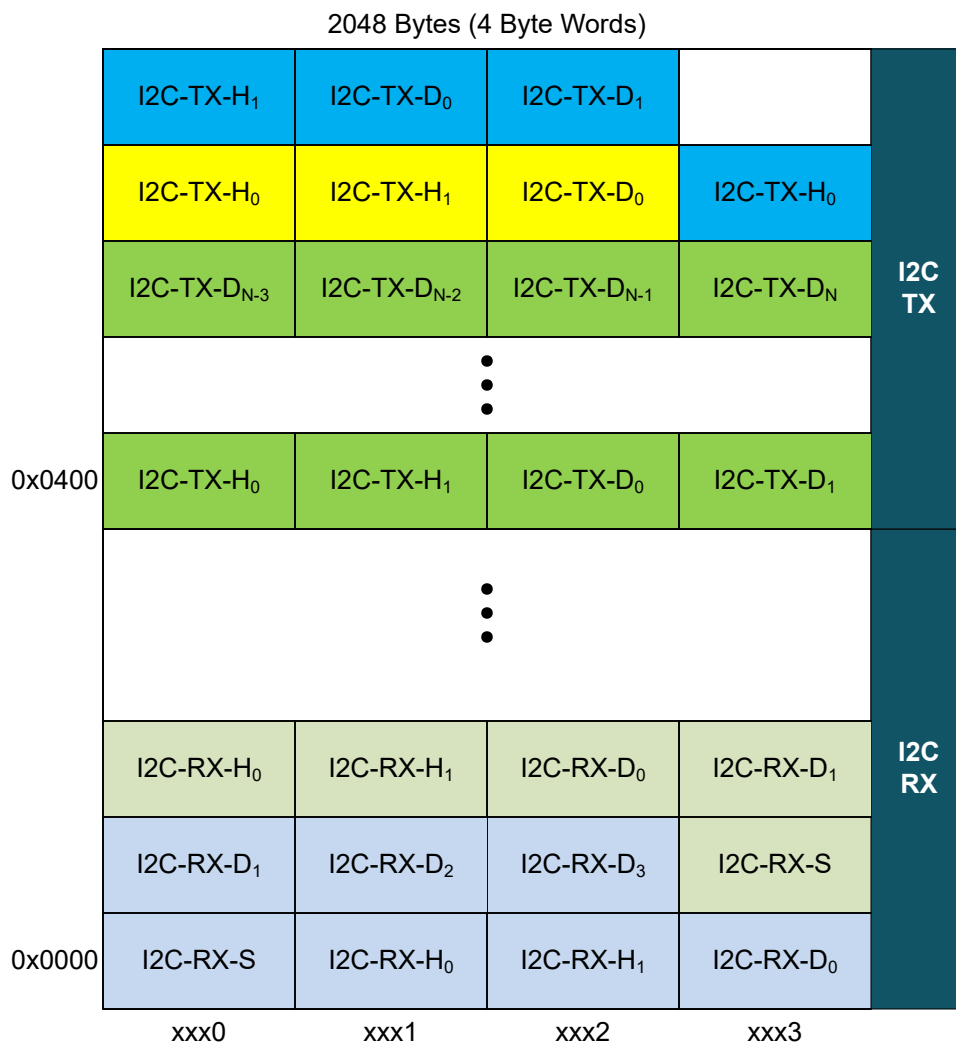 2048 Bytes (4 Byte Words)
I2C-TX-H₁ I2C-TX-D₀ I2C-TX-D₁
I2C-TX-H₀ I2C-TX-H₁ I2C-TX-D₀ I2C-TX-H₀
I2C-TX-D_{N-3} I2C-TX-D_{N-2} I2C-TX-D_{N-1} I2C-TX-D_N
I2C
TX
0x0400 I2C-TX-H₀ I2C-TX-H₁ I2C-TX-D₀ I2C-TX-D₁
I2C-RX-H₀ I2C-RX-H₁ I2C-RX-D₀ I2C-RX-D₁
I2C
RX
I2C-RX-D₁ I2C-RX-D₂ I2C-RX-D₃ I2C-RX-S
0x0000 I2C-RX-S I2C-RX-H₀ I2C-RX-H₁ I2C-RX-D₀
xxx0 xxx1 xxx2 xxx3